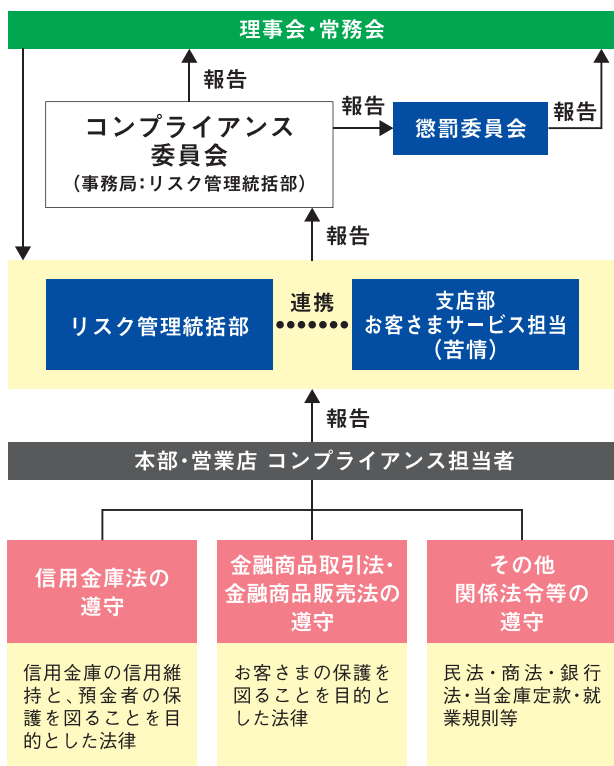 理事会・常務会
報告
コンプライアンス
委員会
（事務局：リスク管理統括部）
報告
懲罰委員会
報告
報告
リスク管理統括部
連携
支店部
お客さまサービス担当
（苦情）
報告
本部・営業店 コンプライアンス担当者
信用金庫法の
遵守
信用金庫の信用維
持と、預金者の保
護を図ることを目
的とした法律
金融商品取引法・
金融商品販売法の
遵守
お客さまの保護を
図ることを目的と
した法律
その他
関係法令等の
遵守
民法・商法・銀行
法・当金庫定款・就
業規則等